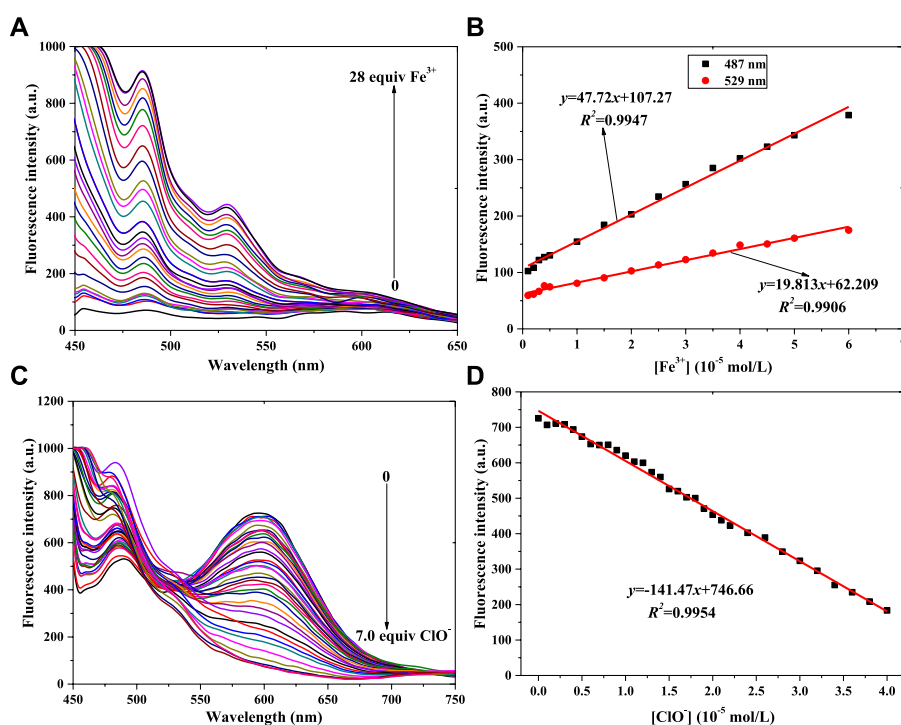 A
1000
800
600
400
200
0
Fluorescence intensity (a.u.)
28 equiv Fe³⁺
0
450 500 550 600 650
Wavelength (nm)
B
500
400
300
200
100
0
Fluorescence intensity (a.u.)
487 nm
529 nm
y=47.72x+107.27
R²=0.9947
y=19.813x+62.209
R²=0.9906
0 1 2 3 4 5 6 7
[Fe³⁺] (10⁻⁵ mol/L)
C
1200
1000
800
600
400
200
0
Fluorescence intensity (a.u.)
0
7.0 equiv ClO⁻
450 500 550 600 650 700 750
Wavelength (nm)
D
800
700
600
500
400
300
200
100
0
Fluorescence intensity (a.u.)
y=-141.47x+746.66
R²=0.9954
0.0 0.5 1.0 1.5 2.0 2.5 3.0 3.5 4.0
[ClO⁻] (10⁻⁵ mol/L)